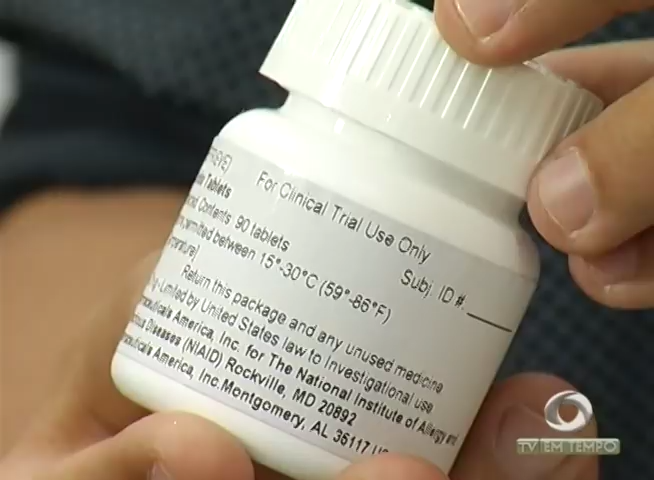 For Clinical Trial Use Only
Tablets
Contents: 90 tablets
Subj. ID #:
permitted between 15°-30°C (59°-86°F)
Return this package and any unused medicine
Limited by United States law to investigational use
America, Inc. for The National Institute of Allergy and
Diseases (NIAID) Rockville, MD 20892
America, Inc. Montgomery, AL 36117
TV EM TEMPO